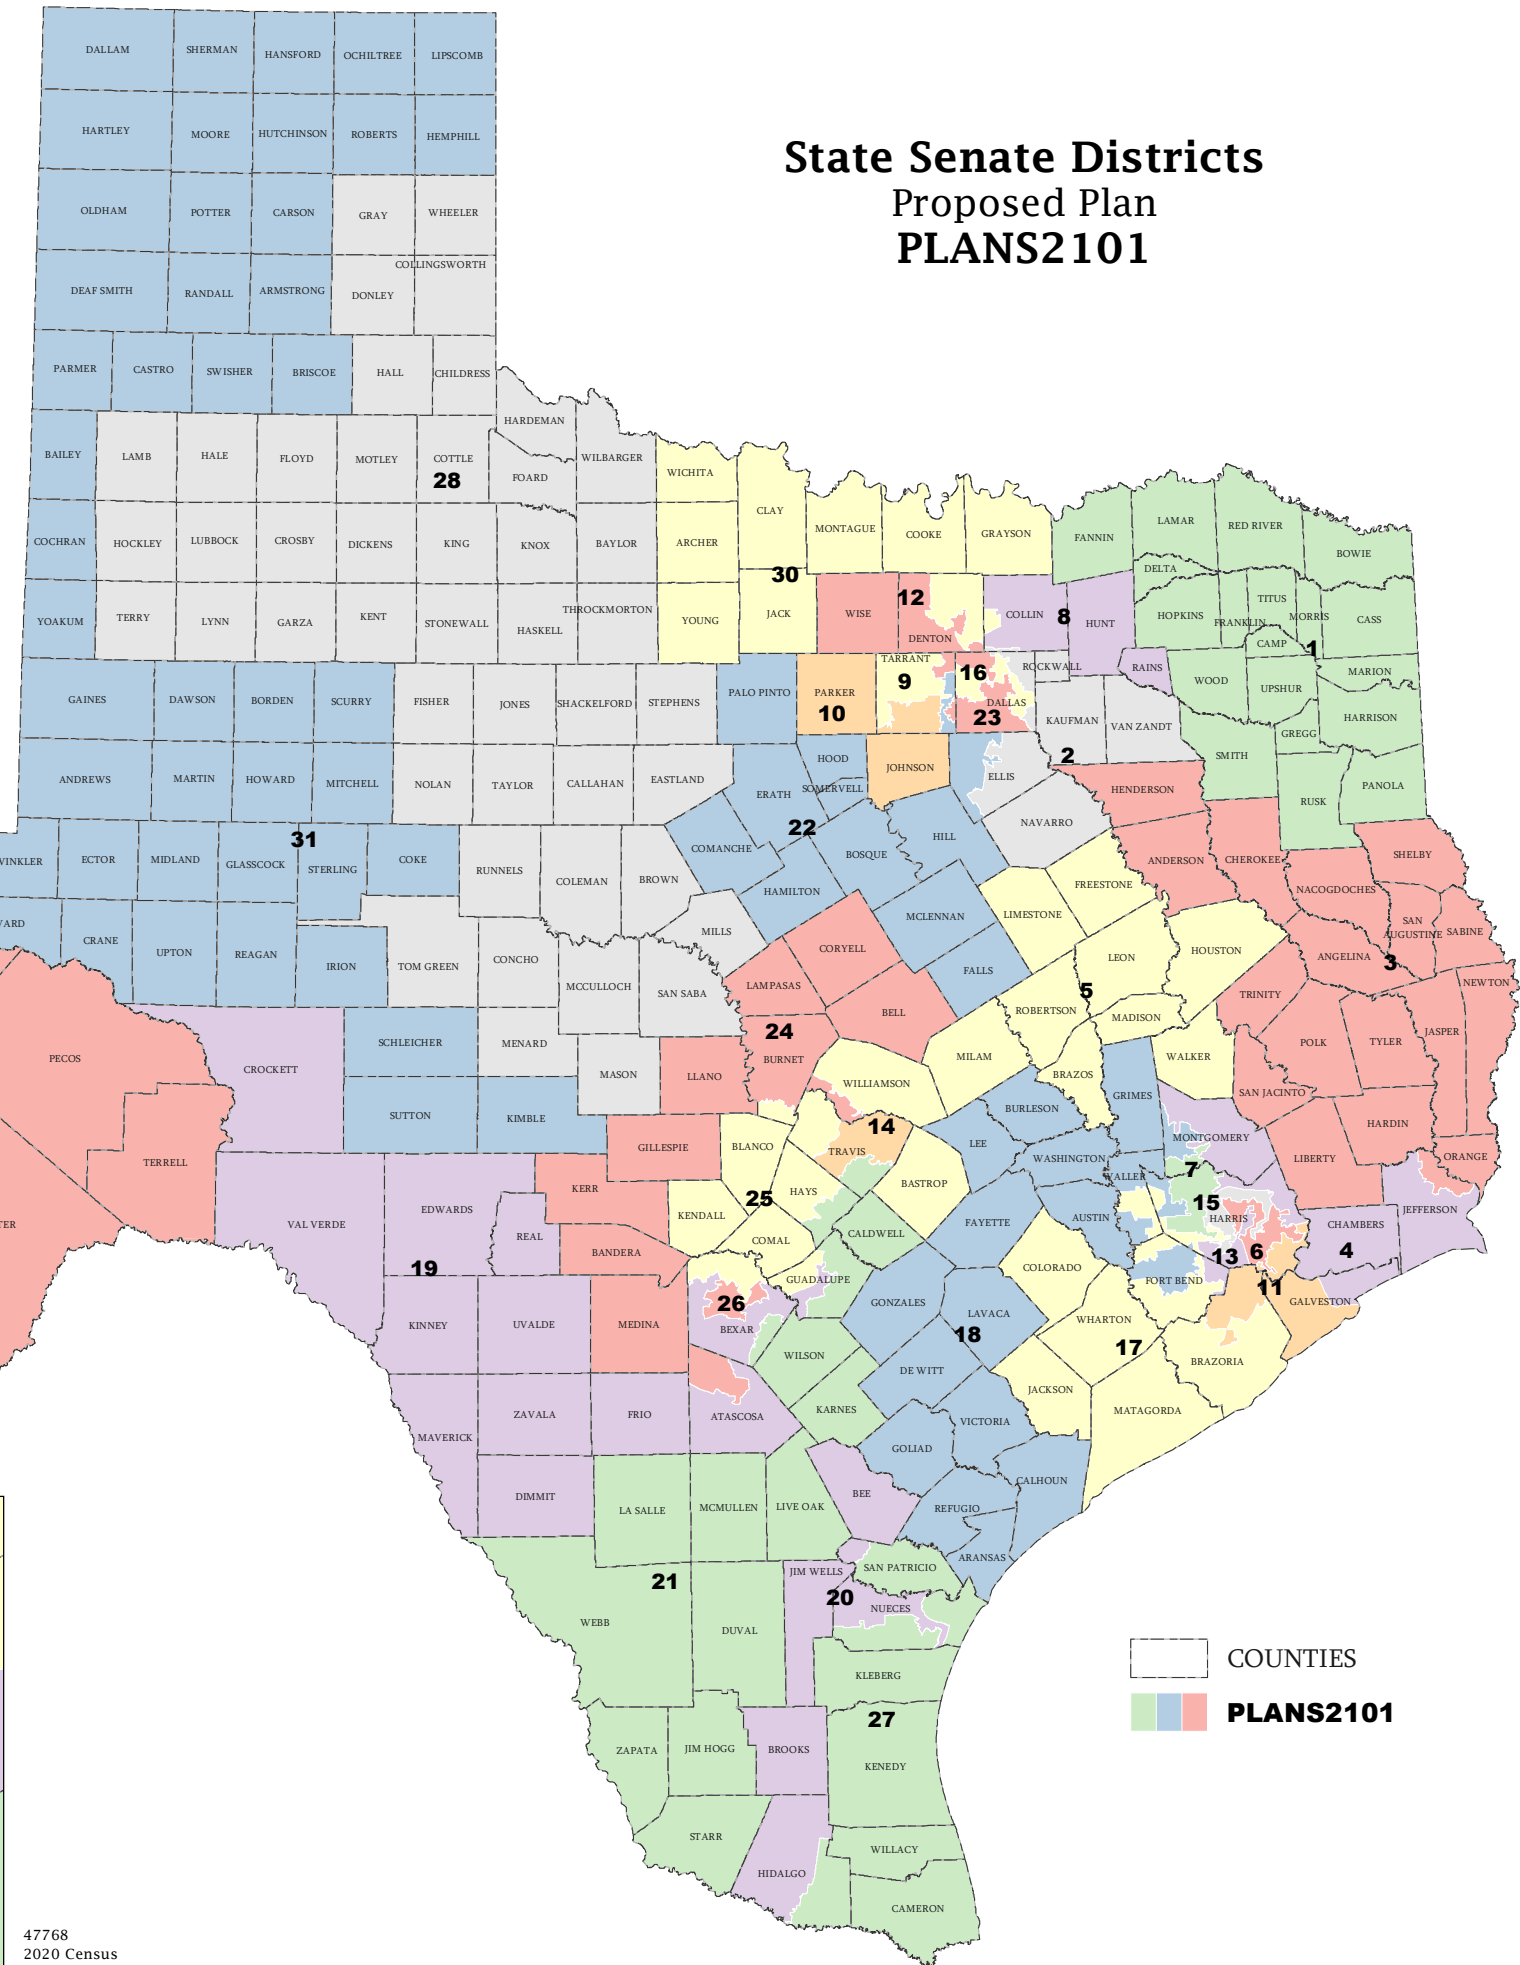 State Senate Districts
Proposed Plan
PLANS2101
DALLAM SHERMAN HANSFORD OCHILTREE LIPSCOMB
HARTLEY MOORE HUTCHINSON ROBERTS HEMPHILL
OLDHAM POTTER CARSON GRAY WHEELER
COLLINGSWORTH
DEAF SMITH RANDALL ARMSTRONG DONLEY
PARMER CASTRO SWISHER BRISCOE HALL CHILDRESS
HARDEMAN
BAILEY LAMB HALE FLOYD MOTLEY COTTLE WILBARGER
28 FOARD WICHITA
CLAY
COCHRAN HOCKLEY LUBBOCK CROSBY DICKENS KING KNOX BAYLOR ARCHER MONTAGUE COOKE GRAYSON FANNIN LAMAR RED RIVER BOWIE
30 DELTA
YOAKUM TERRY LYNN GARZA KENT STONEWALL HASKELL THROCKMORTON YOUNG JACK WISE 12 DENTON COLLIN 8 HUNT HOPKINS FRANKLIN TITUS MORRIS CASS
CAMP 1
TARRANT ROCKWALL RAINS MARION
GAINES DAWSON BORDEN SCURRY FISHER JONES SHACKELFORD STEPHENS PALO PINTO PARKER 9 16 DALLAS WOOD UPSHUR
10 23 KAUFMAN VAN ZANDT HARRISON
GREGG
ANDREWS MARTIN HOWARD MITCHELL NOLAN TAYLOR CALLAHAN EASTLAND HOOD JOHNSON ELLIS 2 SMITH
ERATH SOMERVELL HENDERSON RUSK PANOLA
31 22 NAVARRO
WINKLER ECTOR MIDLAND GLASSCOCK STERLING COKE RUNNELS COLEMAN BROWN COMANCHE BOSQUE HILL ANDERSON CHEROKEE SHELBY
HAMILTON LIMESTONE FREESTONE NACOGDOCHES
ARD CRANE UPTON REAGAN IRION TOM GREEN CONCHO MILLS CORYELL MCLENNAN SAN AUGUSTINE SABINE
MCCULLOCH SAN SABA LAMPASAS FALLS LEON HOUSTON ANGELINA 3
5 TRINITY NEWTON
PECOS CROCKETT SCHLEICHER MENARD MASON LLANO 24 BELL ROBERTSON MADISON POLK TYLER JASPER
BURNET MILAM WALKER
SUTTON KIMBLE WILLIAMSON BRAZOS GRIMES SAN JACINTO
BURLESON HARDIN
TERRELL GILLESPIE BLANCO 14 LEE MONTGOMERY
TRAVIS WASHINGTON 7 LIBERTY ORANGE
WALLER
KERR HAYS BASTROP
TER VAL VERDE EDWARDS REAL KENDALL 25 FAYETTE AUSTIN 15 HARRIS CHAMBERS JEFFERSON
BANDERA COMAL CALDWELL 13 6 4
19 GUADALUPE COLORADO FORT BEND 11
KINNEY UVALDE MEDINA 26 GONZALES LAVACA GALVESTON
BEXAR 18 WHARTON
WILSON 17 BRAZORIA
DE WITT
ZAVALA FRIO ATASCOSA KARNES JACKSON MATAGORDA
MAVERICK VICTORIA
GOLIAD
DIMMIT LA SALLE MCMULLEN LIVE OAK BEE CALHOUN
REFUGIO
ARANSAS
21 JIM WELLS SAN PATRICIO
20 NUECES
WEBB DUVAL
KLEBERG
27
ZAPATA JIM HOGG BROOKS KENEDY
STARR WILLACY
HIDALGO
CAMERON
COUNTIES
PLANS2101
47768
2020 Census